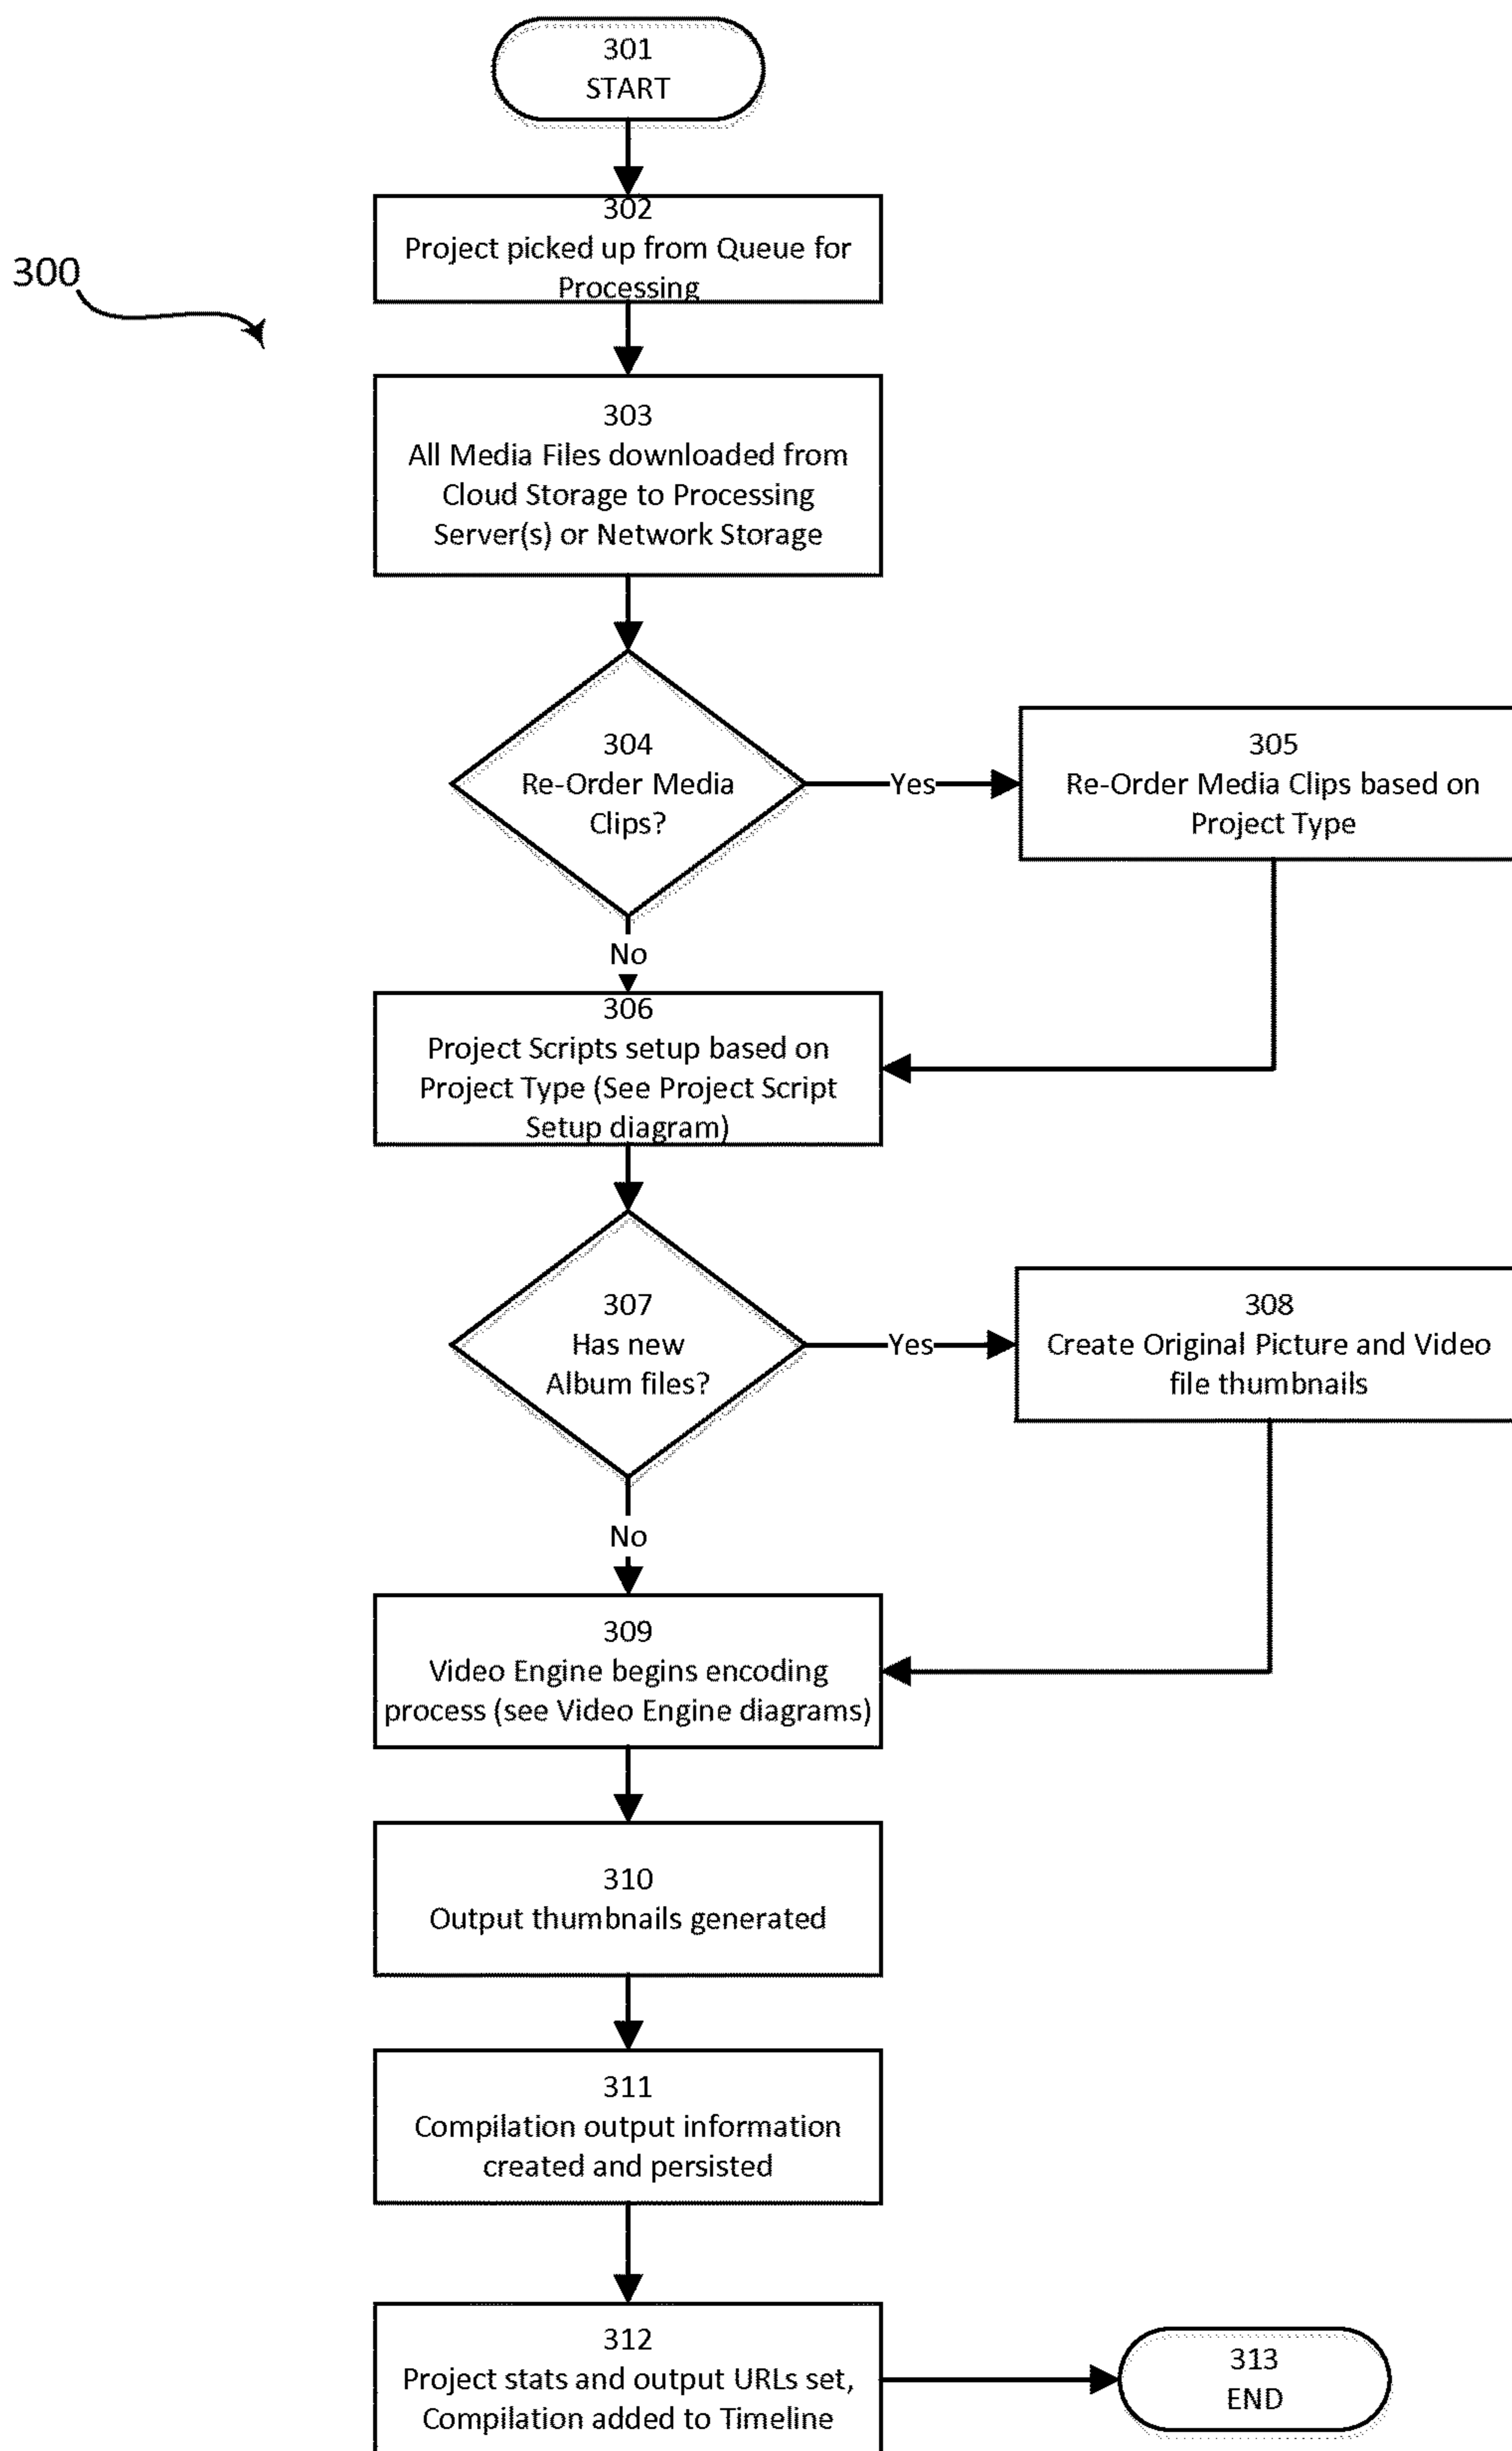 301
START
302
Project picked up from Queue for
Processing
300
303
All Media Files downloaded from
Cloud Storage to Processing
Server(s) or Network Storage
304
Re-Order Media
Clips?
Yes
305
Re-Order Media Clips based on
Project Type
No
306
Project Scripts setup based on
Project Type (See Project Script
Setup diagram)
307
Has new
Album files?
Yes
308
Create Original Picture and Video
file thumbnails
No
309
Video Engine begins encoding
process (see Video Engine diagrams)
310
Output thumbnails generated
311
Compilation output information
created and persisted
312
Project stats and output URLs set,
Compilation added to Timeline
313
END